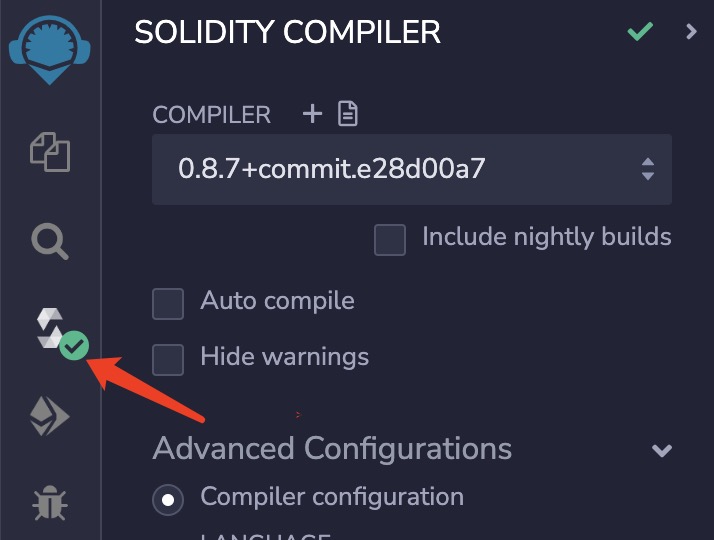 SOLIDITY COMPILER
COMPILER
0.8.7+commit.e28d00a7
Include nightly builds
Auto compile
Hide warnings
Advanced Configurations
Compiler configuration
LANGUAGE